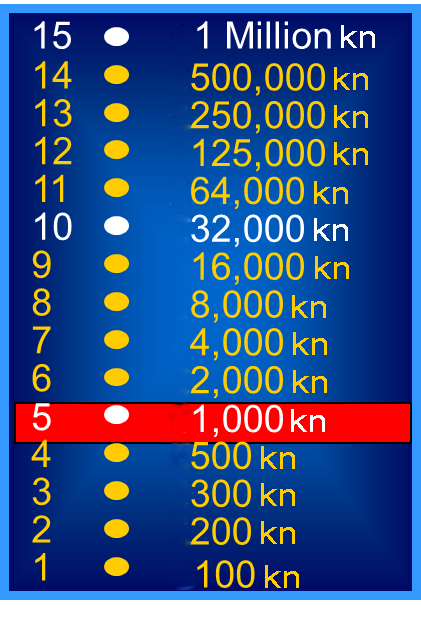 15 1 Million kn
14 500,000 kn
13 250,000 kn
12 125,000 kn
11 64,000 kn
10 32,000 kn
9 16,000 kn
8 8,000 kn
7 4,000 kn
6 2,000 kn
5 1,000 kn
4 500 kn
3 300 kn
2 200 kn
1 100 kn